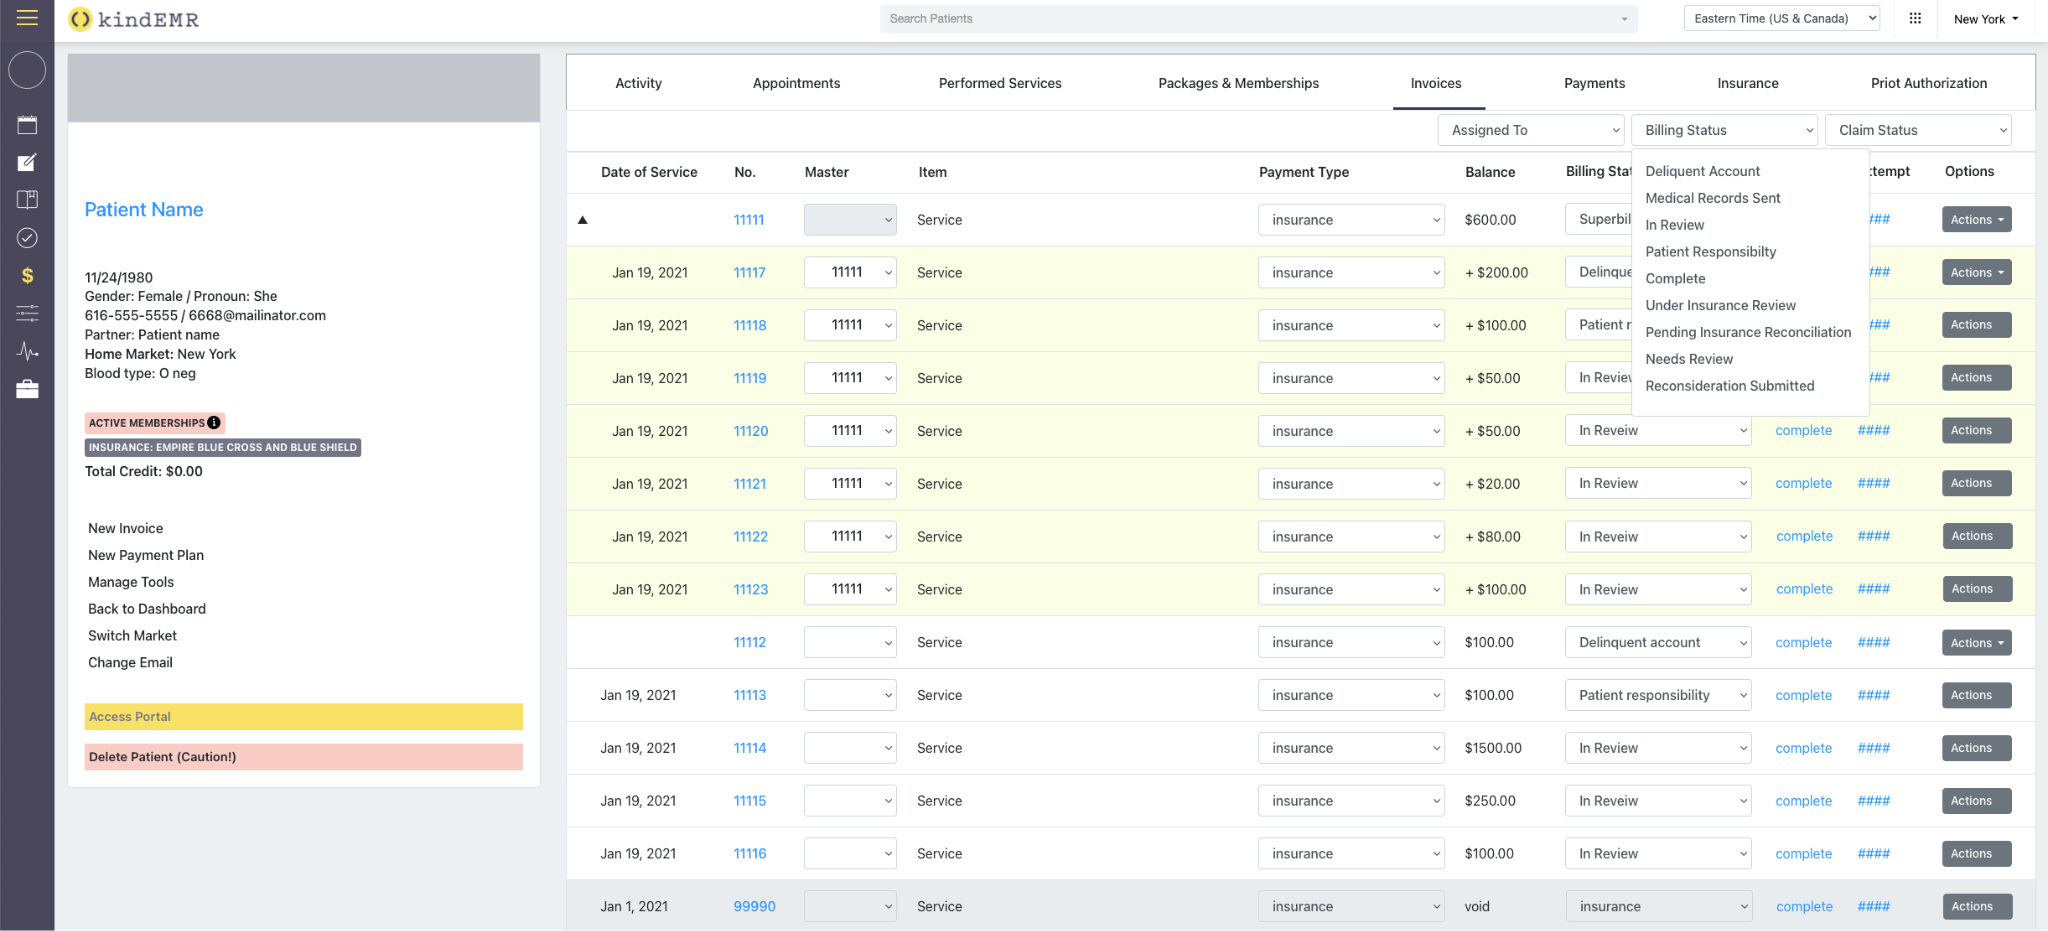 kindEMR
Search Patients
Eastern Time (US & Canada)
New York
Patient Name
11/24/1980
Gender: Female / Pronoun: She
616-555-5555 / 6668@mailinator.com
Partner: Patient name
Home Market: New York
Blood type: O neg
ACTIVE MEMBERSHIPS
INSURANCE: EMPIRE BLUE CROSS AND BLUE SHIELD
Total Credit: $0.00
New Invoice
New Payment Plan
Manage Tools
Back to Dashboard
Switch Market
Change Email
Access Portal
Delete Patient (Caution!)
Activity Appointments Performed Services Packages & Memberships Invoices Payments Insurance Priot Authorization
Assigned To Billing Status Claim Status
Deliquent Account
Medical Records Sent
In Review
Patient Responsibilty
Complete
Under Insurance Review
Pending Insurance Reconciliation
Needs Review
Reconsideration Submitted
Date of Service No. Master Item Payment Type Balance Billing Stat ttempt Options
▲ 11111 Service insurance $600.00 Superbil ### Actions
Jan 19, 2021 11117 11111 Service insurance + $200.00 Delinque ### Actions
Jan 19, 2021 11118 11111 Service insurance + $100.00 Patient r ### Actions
Jan 19, 2021 11119 11111 Service insurance + $50.00 In Reveiw ### Actions
Jan 19, 2021 11120 11111 Service insurance + $50.00 In Reveiw complete #### Actions
Jan 19, 2021 11121 11111 Service insurance + $20.00 In Reveiw complete #### Actions
Jan 19, 2021 11122 11111 Service insurance + $80.00 In Reveiw complete #### Actions
Jan 19, 2021 11123 11111 Service insurance + $100.00 In Reveiw complete #### Actions
11112 Service insurance $100.00 Delinquent account complete #### Actions
Jan 19, 2021 11113 Service insurance $100.00 Patient responsibility complete #### Actions
Jan 19, 2021 11114 Service insurance $1500.00 In Reveiw complete #### Actions
Jan 19, 2021 11115 Service insurance $250.00 In Reveiw complete #### Actions
Jan 19, 2021 11116 Service insurance $100.00 In Reveiw complete #### Actions
Jan 1, 2021 99990 Service insurance void insurance complete #### Actions